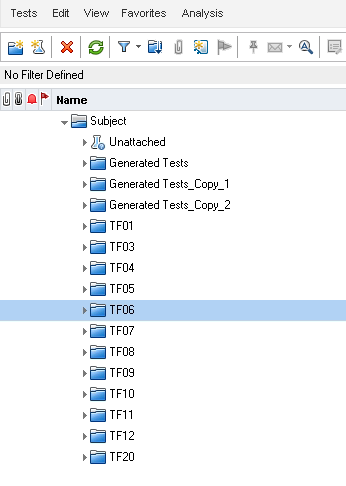 Tests Edit View Favorites Analysis
No Filter Defined
Name
Subject
Unattached
Generated Tests
Generated Tests_Copy_1
Generated Tests_Copy_2
TF01
TF03
TF04
TF05
TF06
TF07
TF08
TF09
TF10
TF11
TF12
TF20